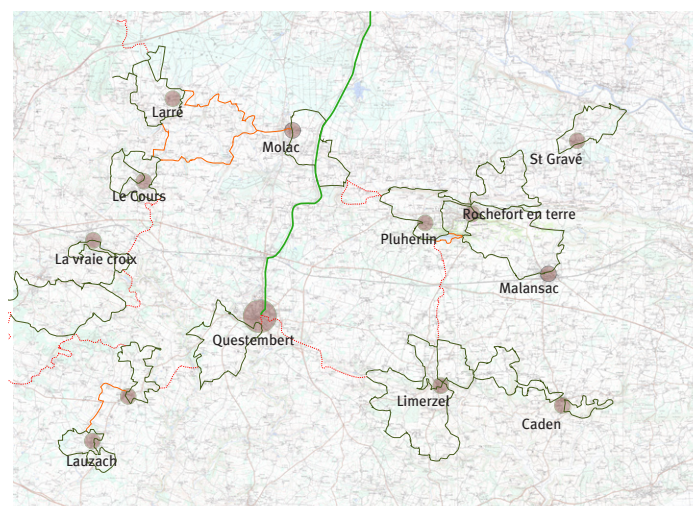 Larré
Molac
St Gravé
Le Cours
Rochefort en terre
Pluherlin
La vraie croix
Malansac
Questembert
Limerzel
Caden
Lauzach